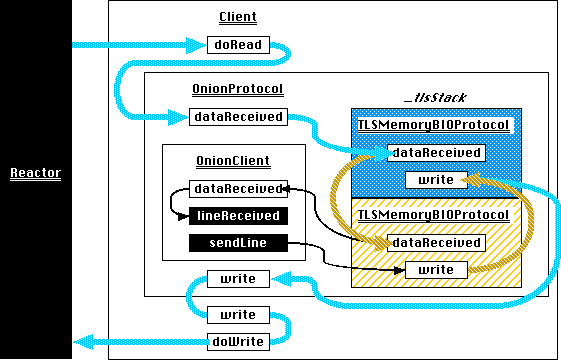 Client
doRead
OnionProtocol
_tlsStack
dataReceived
TLSMemoryBIOProtocol
dataReceived
write
OnionClient
dataReceived
lineReceived
sendLine
Reactor
TLSMemoryBIOProtocol
dataReceived
write
write
write
doWrite